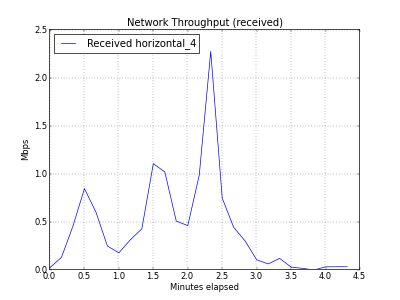 Network Throughput (received)
Received horizontal_4
Mbps
2.5
2.0
1.5
1.0
0.5
0.0
0.0 0.5 1.0 1.5 2.0 2.5 3.0 3.5 4.0 4.5
Minutes elapsed